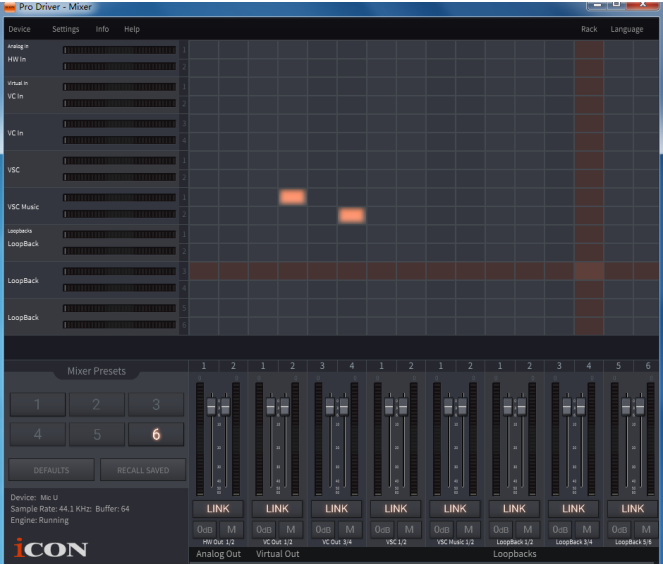 Pro Driver - Mixer
Device Settings Info Help Rack Language
Analog In
HW In
1
2
Virtual In
VC In
1
2
VC In
3
4
VSC
1
2
VSC Music
1
2
Loopbacks
LoopBack
1
2
LoopBack
3
4
LoopBack
5
6
1 2 1 2 3 4 1 2 1 2 1 2 3 4 5 6
Mixer Presets
1 2 3
4 5 6
DEFAULTS RECALL SAVED
Device: Mic U
Sample Rate: 44.1 KHz: Buffer: 64
Engine: Running
iCON
LINK LINK LINK LINK LINK LINK LINK LINK
0dB M 0dB M 0dB M 0dB M 0dB M 0dB M 0dB M 0dB M
HW Out 1/2 VC Out 1/2 VC Out 3/4 VSC 1/2 VSC Music 1/2 LoopBack 1/2 LoopBack 3/4 LoopBack 5/6
Analog Out Virtual Out Loopbacks